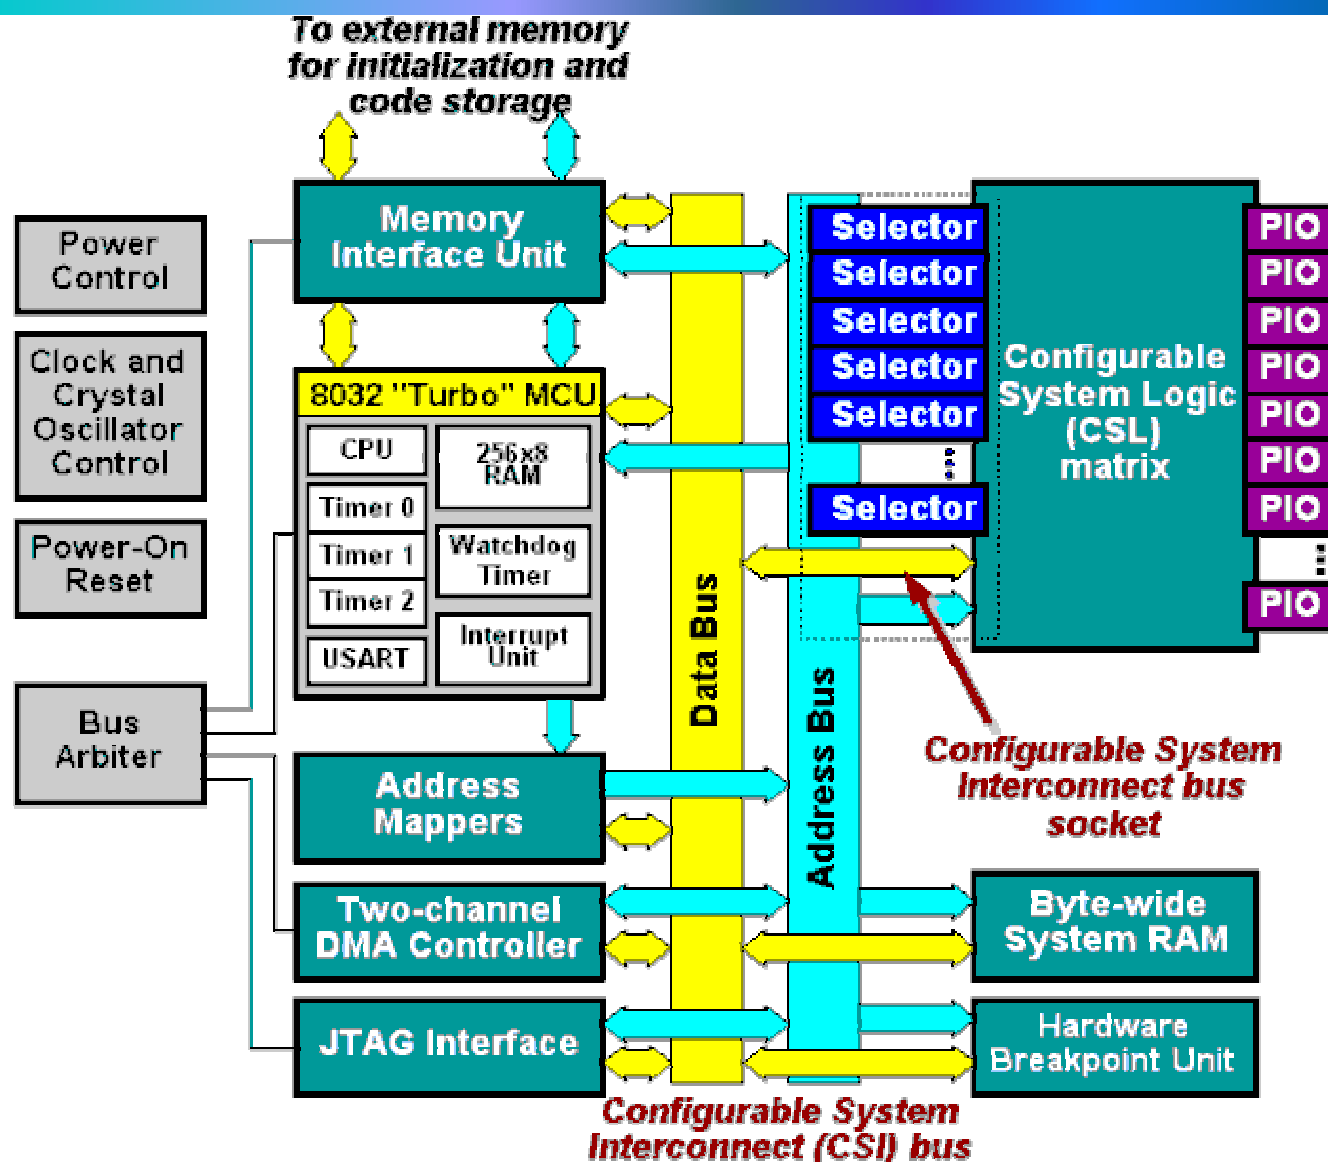 To external memory
for initialization and
code storage
Memory
Interface Unit
Power
Control
Clock and
Crystal
Oscillator
Control
Power-On
Reset
Bus
Arbiter
8032 "Turbo" MCU
CPU
Timer 0
Timer 1
Timer 2
USART
256x8
RAM
Watchdog
Timer
Interrupt
Unit
Address
Mappers
Two-channel
DMA Controller
JTAG Interface
Data Bus
Address Bus
Selector
Selector
Selector
Selector
Selector
Selector
Configurable
System Logic
(CSL)
matrix
PIO
PIO
PIO
PIO
PIO
PIO
PIO
PIO
Configurable System
Interconnect bus
socket
Byte-wide
System RAM
Hardware
Breakpoint Unit
Configurable System
Interconnect (CSI) bus